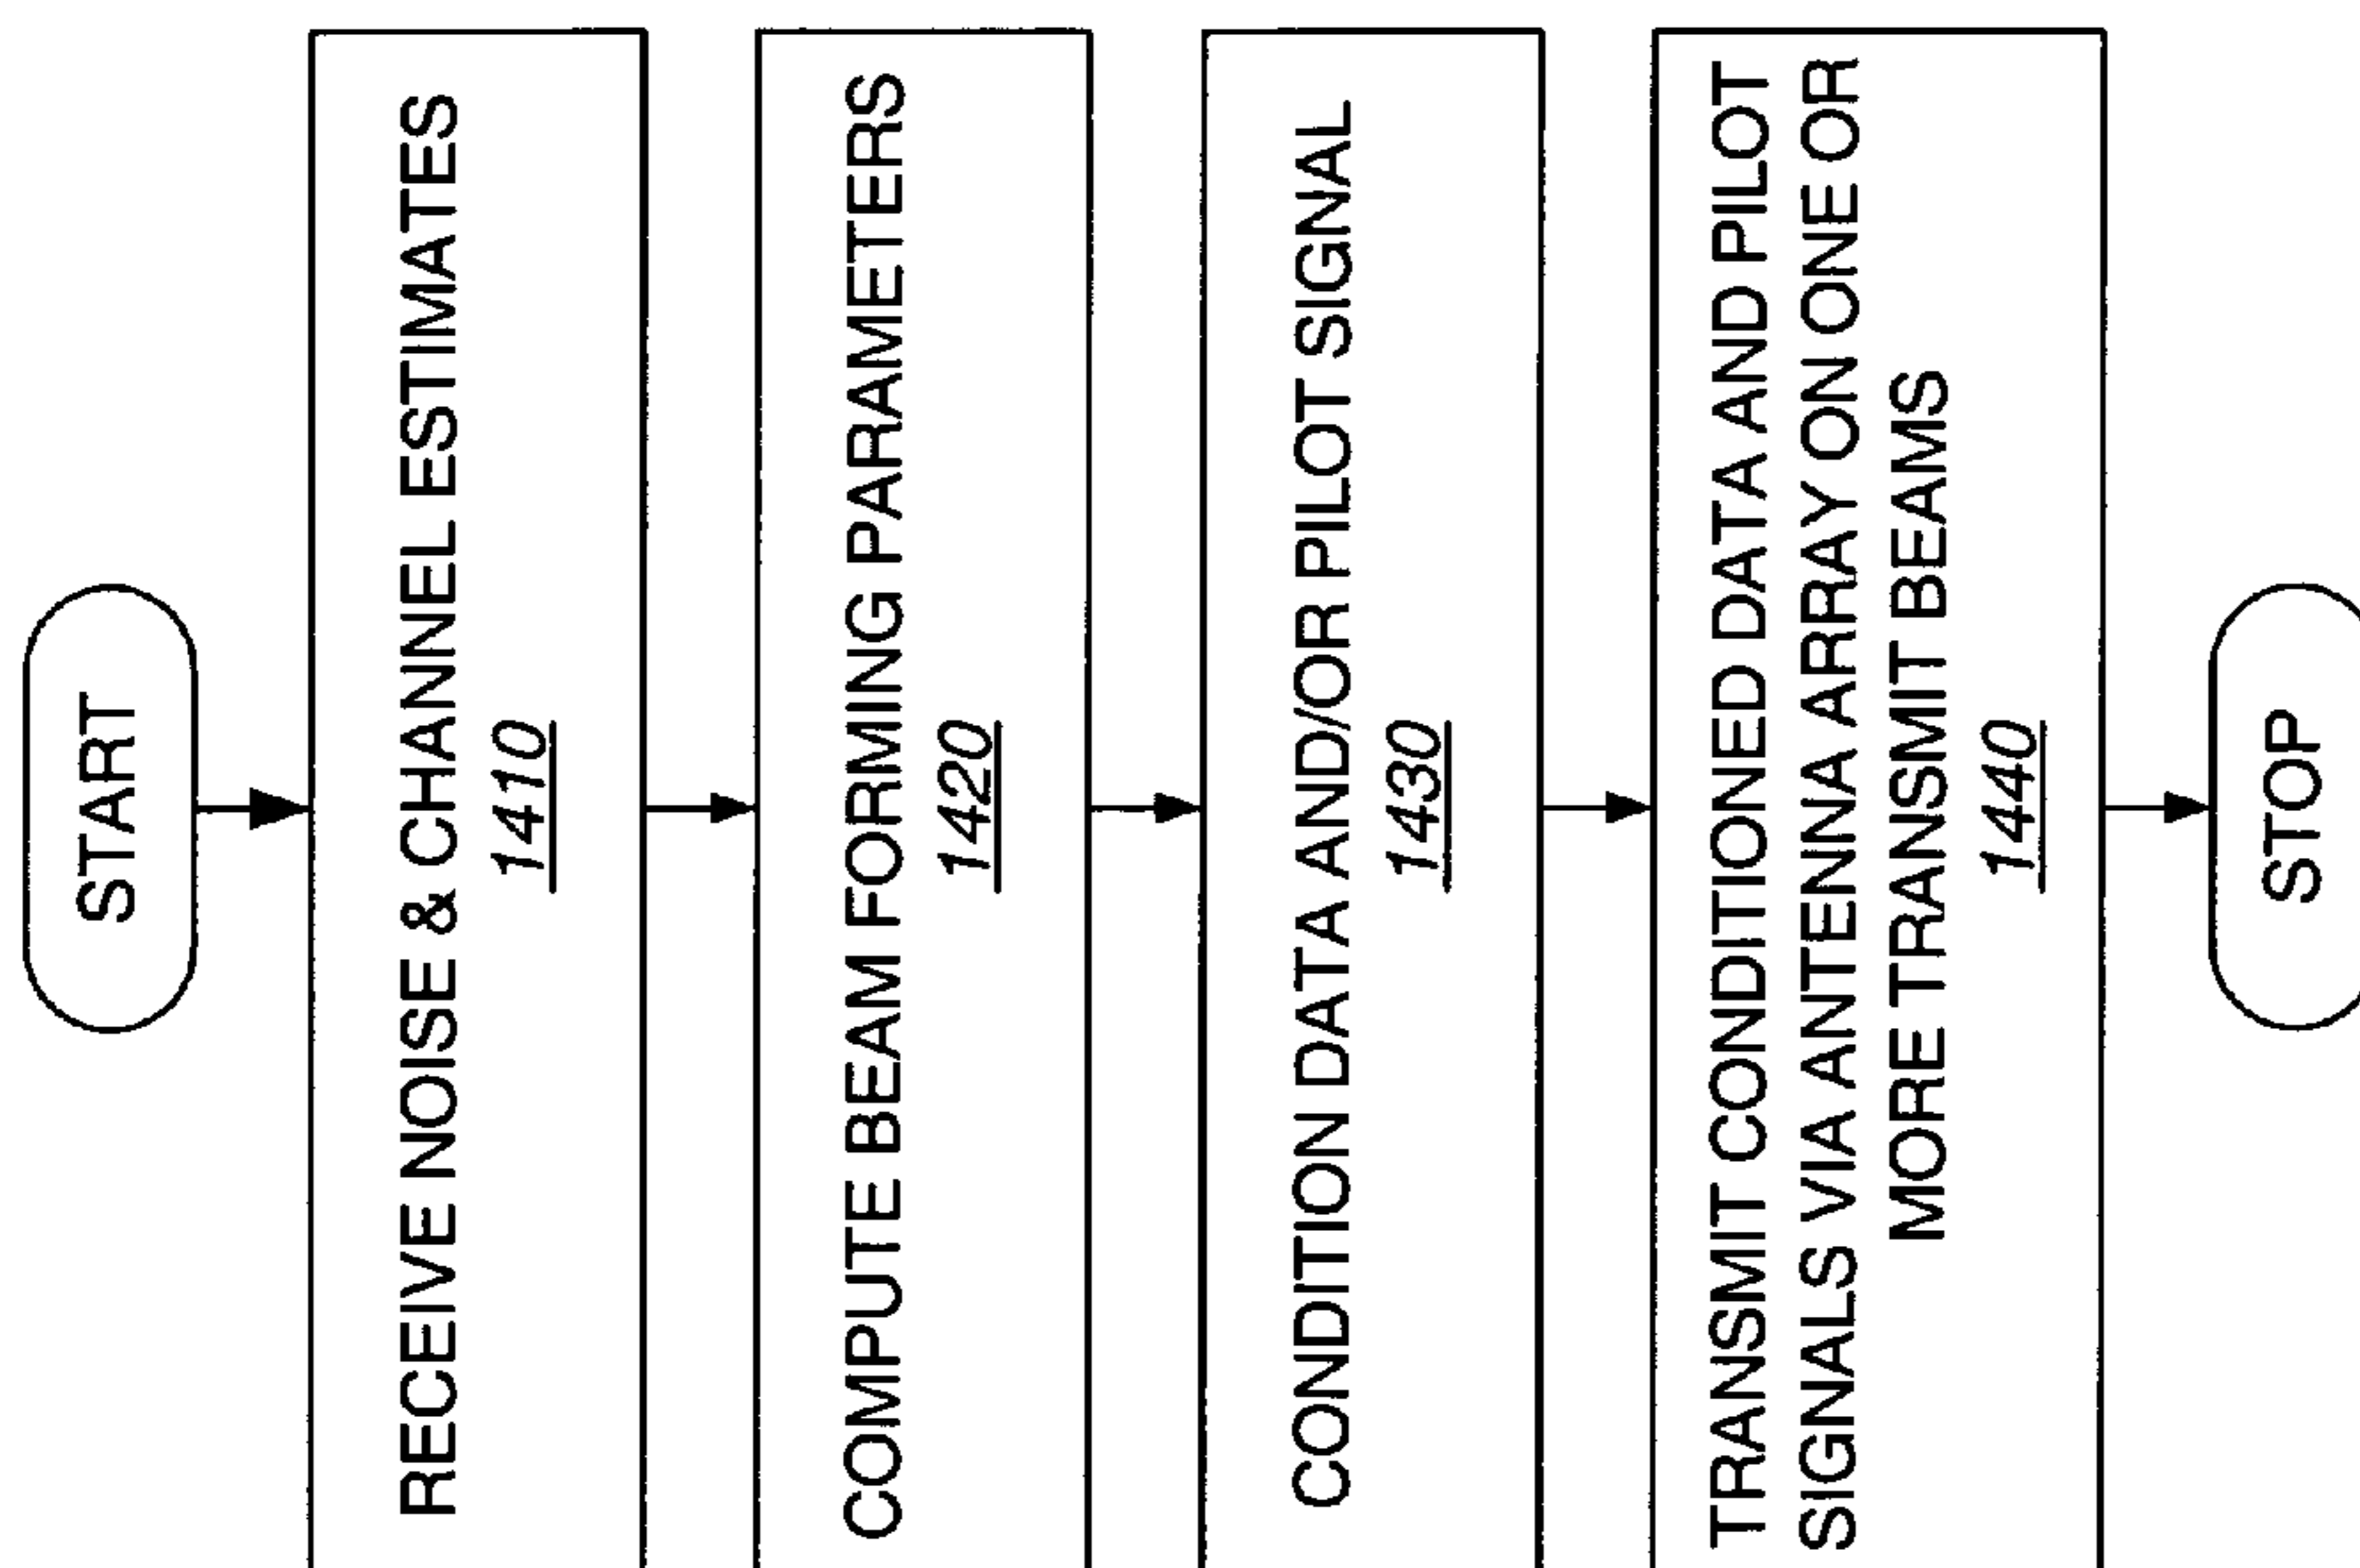 START
RECEIVE NOISE & CHANNEL ESTIMATES
1410
COMPUTE BEAM FORMING PARAMETERS
1420
CONDITION DATA AND/OR PILOT SIGNAL
1430
TRANSMIT CONDITIONED DATA AND PILOT
SIGNALS VIA ANTENNA ARRAY ON ONE OR
MORE TRANSMIT BEAMS
1440
STOP